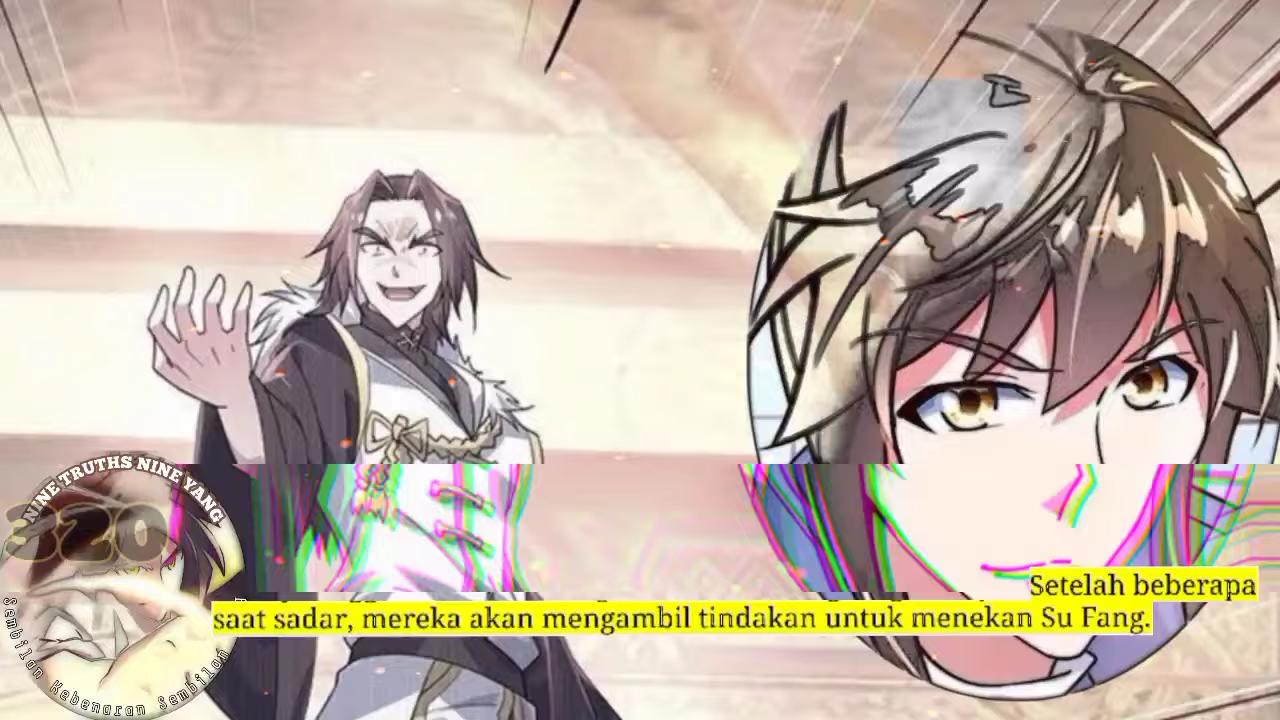 NINE TRUTHS NINE YANG
320
Setelah beberapa
saat sadar, mereka akan mengambil tindakan untuk menekan Su Fang.
Sembilan Kebenaran Sembilan